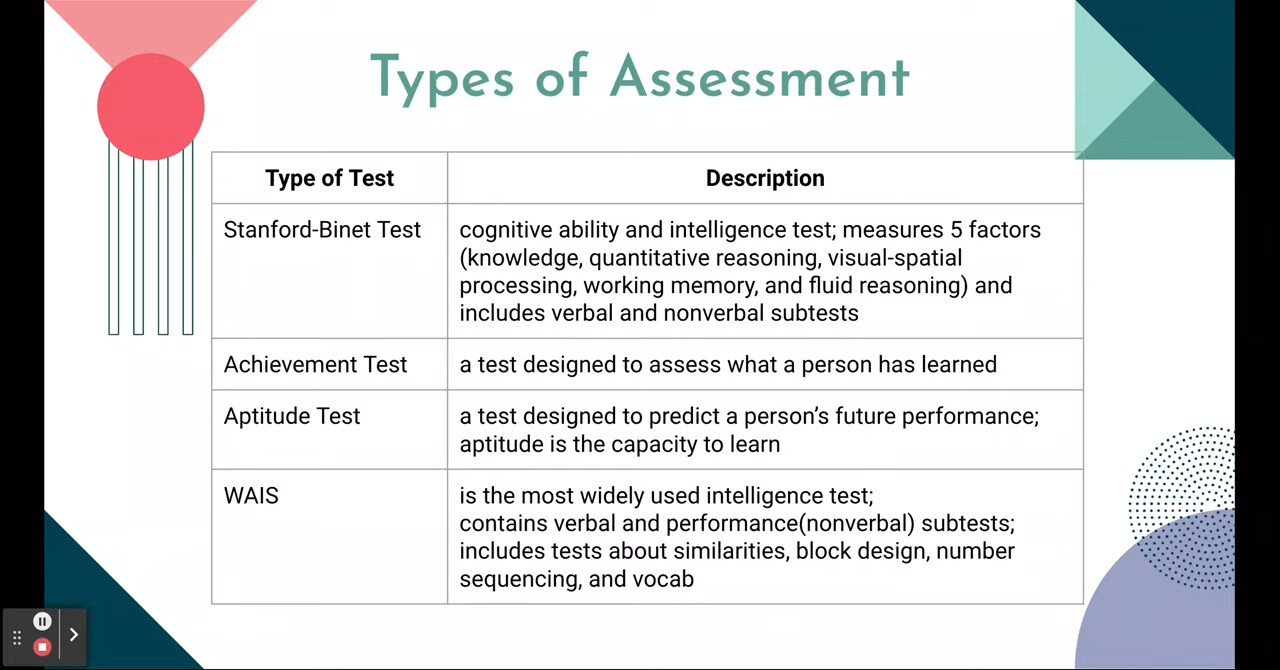 Types of Assessment
Type of Test
Description
Stanford-Binet Test
cognitive ability and intelligence test; measures 5 factors
(knowledge, quantitative reasoning, visual-spatial
processing, working memory, and fluid reasoning) and
includes verbal and nonverbal subtests
Achievement Test
a test designed to assess what a person has learned
Aptitude Test
a test designed to predict a person’s future performance;
aptitude is the capacity to learn
WAIS
is the most widely used intelligence test;
contains verbal and performance(nonverbal) subtests;
includes tests about similarities, block design, number
sequencing, and vocab